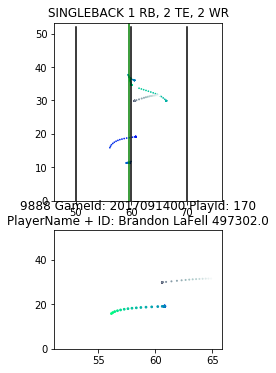 SINGLEBACK 1 RB, 2 TE, 2 WR
50
40
30
20
10
0
50 60 70
9888 GameId: 2017091400 PlayId: 170
PlayerName + ID: Brandon LaFell 497302.0
40
20
0
55 60 65